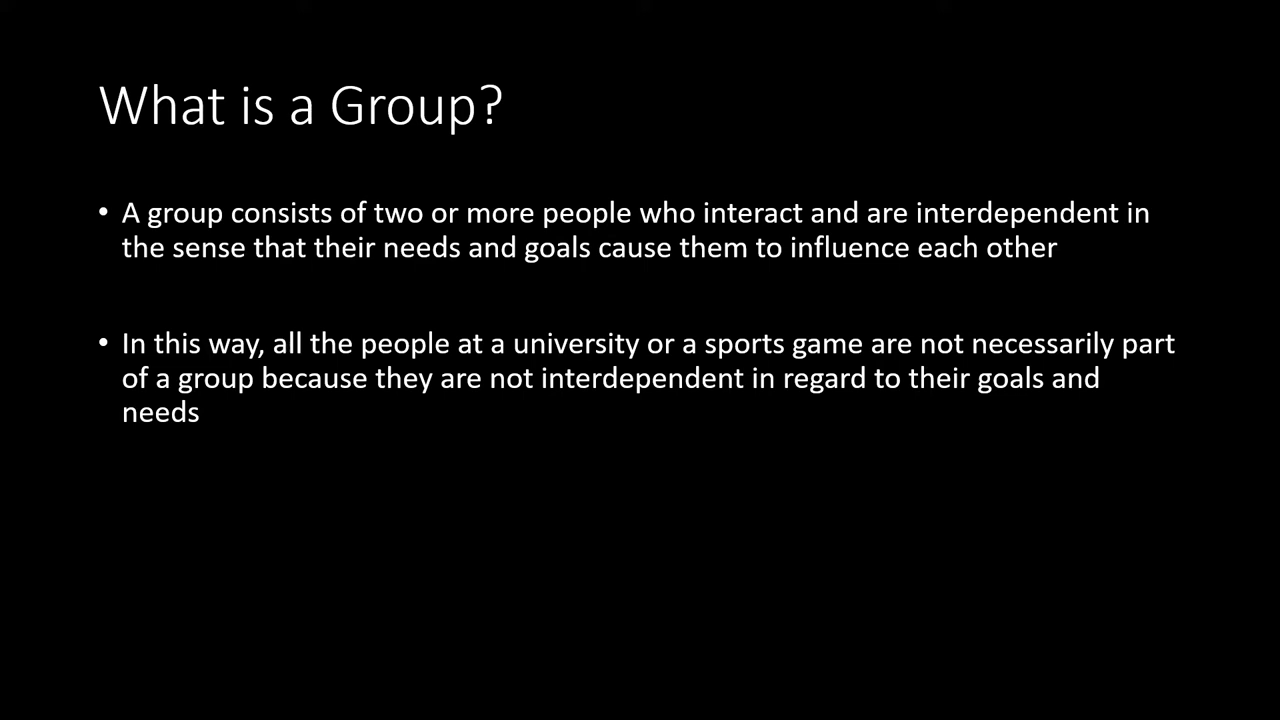 What is a Group?
• A group consists of two or more people who interact and are interdependent in
the sense that their needs and goals cause them to influence each other
• In this way, all the people at a university or a sports game are not necessarily part
of a group because they are not interdependent in regard to their goals and
needs